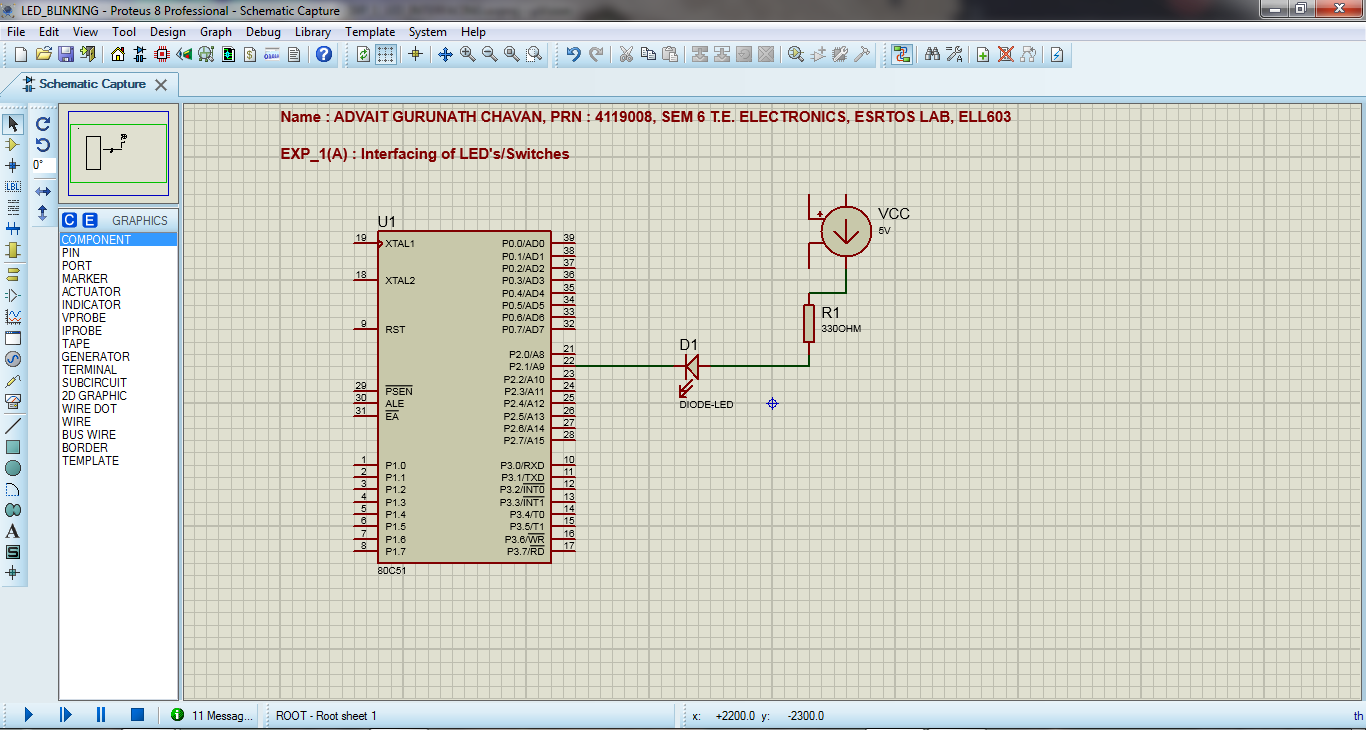 LED_BLINKING - Proteus 8 Professional - Schematic Capture
File Edit View Tool Design Graph Debug Library Template System Help
Schematic Capture
0°
LBL
A
S
C E GRAPHICS
COMPONENT
PIN
PORT
MARKER
ACTUATOR
INDICATOR
VPROBE
IPROBE
TAPE
GENERATOR
TERMINAL
SUBCIRCUIT
2D GRAPHIC
WIRE DOT
WIRE
BUS WIRE
BORDER
TEMPLATE
Name : ADVAIT GURUNATH CHAVAN, PRN : 4119008, SEM 6 T.E. ELECTRONICS, ESRTOS LAB, ELL603
EXP_1(A) : Interfacing of LED's/Switches
U1
19 XTAL1
18 XTAL2
9 RST
29 PSEN
30 ALE
31 EA
1 P1.0
2 P1.1
3 P1.2
4 P1.3
5 P1.4
6 P1.5
7 P1.6
8 P1.7
P0.0/AD0 39
P0.1/AD1 38
P0.2/AD2 37
P0.3/AD3 36
P0.4/AD4 35
P0.5/AD5 34
P0.6/AD6 33
P0.7/AD7 32
P2.0/A8 21
P2.1/A9 22
P2.2/A10 23
P2.3/A11 24
P2.4/A12 25
P2.5/A13 26
P2.6/A14 27
P2.7/A15 28
P3.0/RXD 10
P3.1/TXD 11
P3.2/INT0 12
P3.3/INT1 13
P3.4/T0 14
P3.5/T1 15
P3.6/WR 16
P3.7/RD 17
80C51
VCC
5V
R1
330OHM
D1
DIODE-LED
11 Messag... ROOT - Root sheet 1 x: +2200.0 y: -2300.0 th